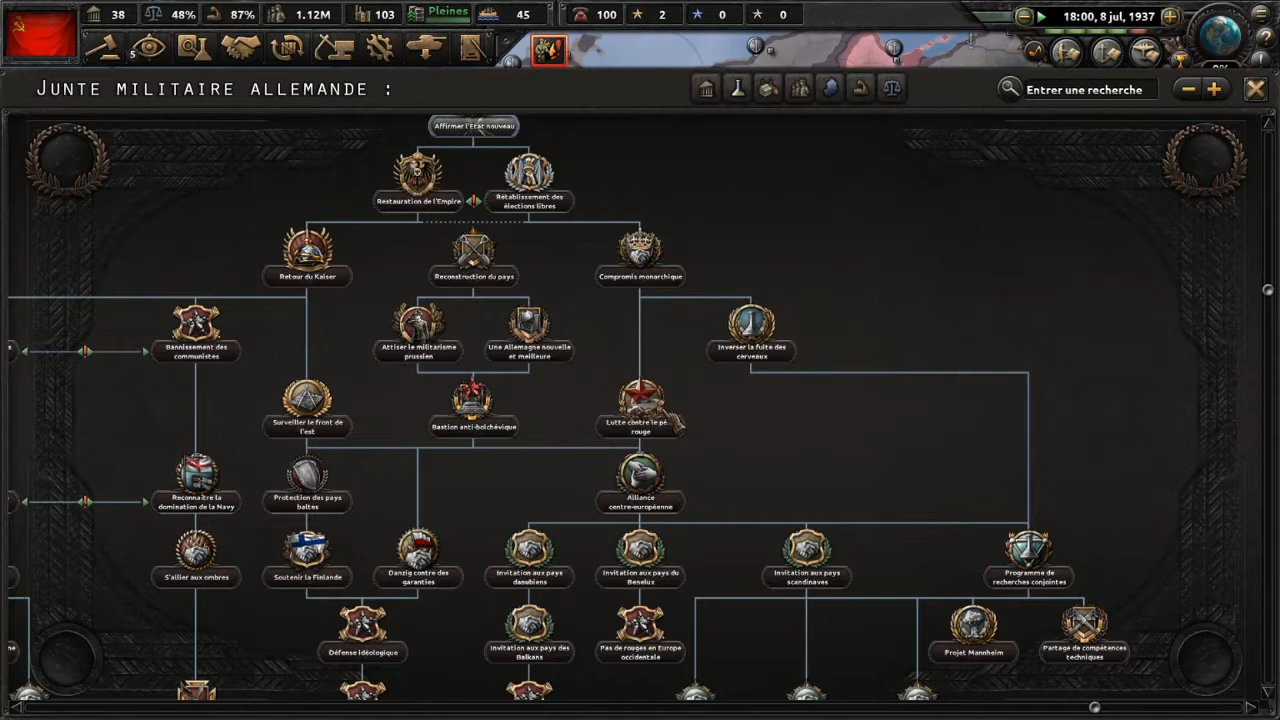 38
48%
87%
1.12M
103
Pleines
45
100
2
0
0
18:00, 8 jul, 1937
5
0%
JUNTE MILITAIRE ALLEMANDE :
Entrer une recherche
Affirmer l'État nouveau
Restauration de l'Empire
Rétablissement des
élections libres
Retour du Kaiser
Reconstruction du pays
Compromis monarchique
s
Bannissement des
communistes
Attiser le militarisme
prussien
Une Allemagne nouvelle
et meilleure
Inverser la fuite des
cerveaux
Surveiller le front de
l'est
Bastion anti-bolchévique
Lutte contre le pé...
rouge
Reconnaître la
domination de la Navy
Protection des pays
baltes
Alliance
centre-européenne
S'allier aux ombres
Soutenir la Finlande
Danzig contre des
garanties
Invitation aux pays
danubiens
Invitation aux pays du
Benelux
Invitation aux pays
scandinaves
Programme de
recherches conjointes
ne
Défense idéologique
Invitation aux pays des
Balkans
Pas de rouges en Europe
occidentale
Projet Mannheim
Partage de compétences
techniques